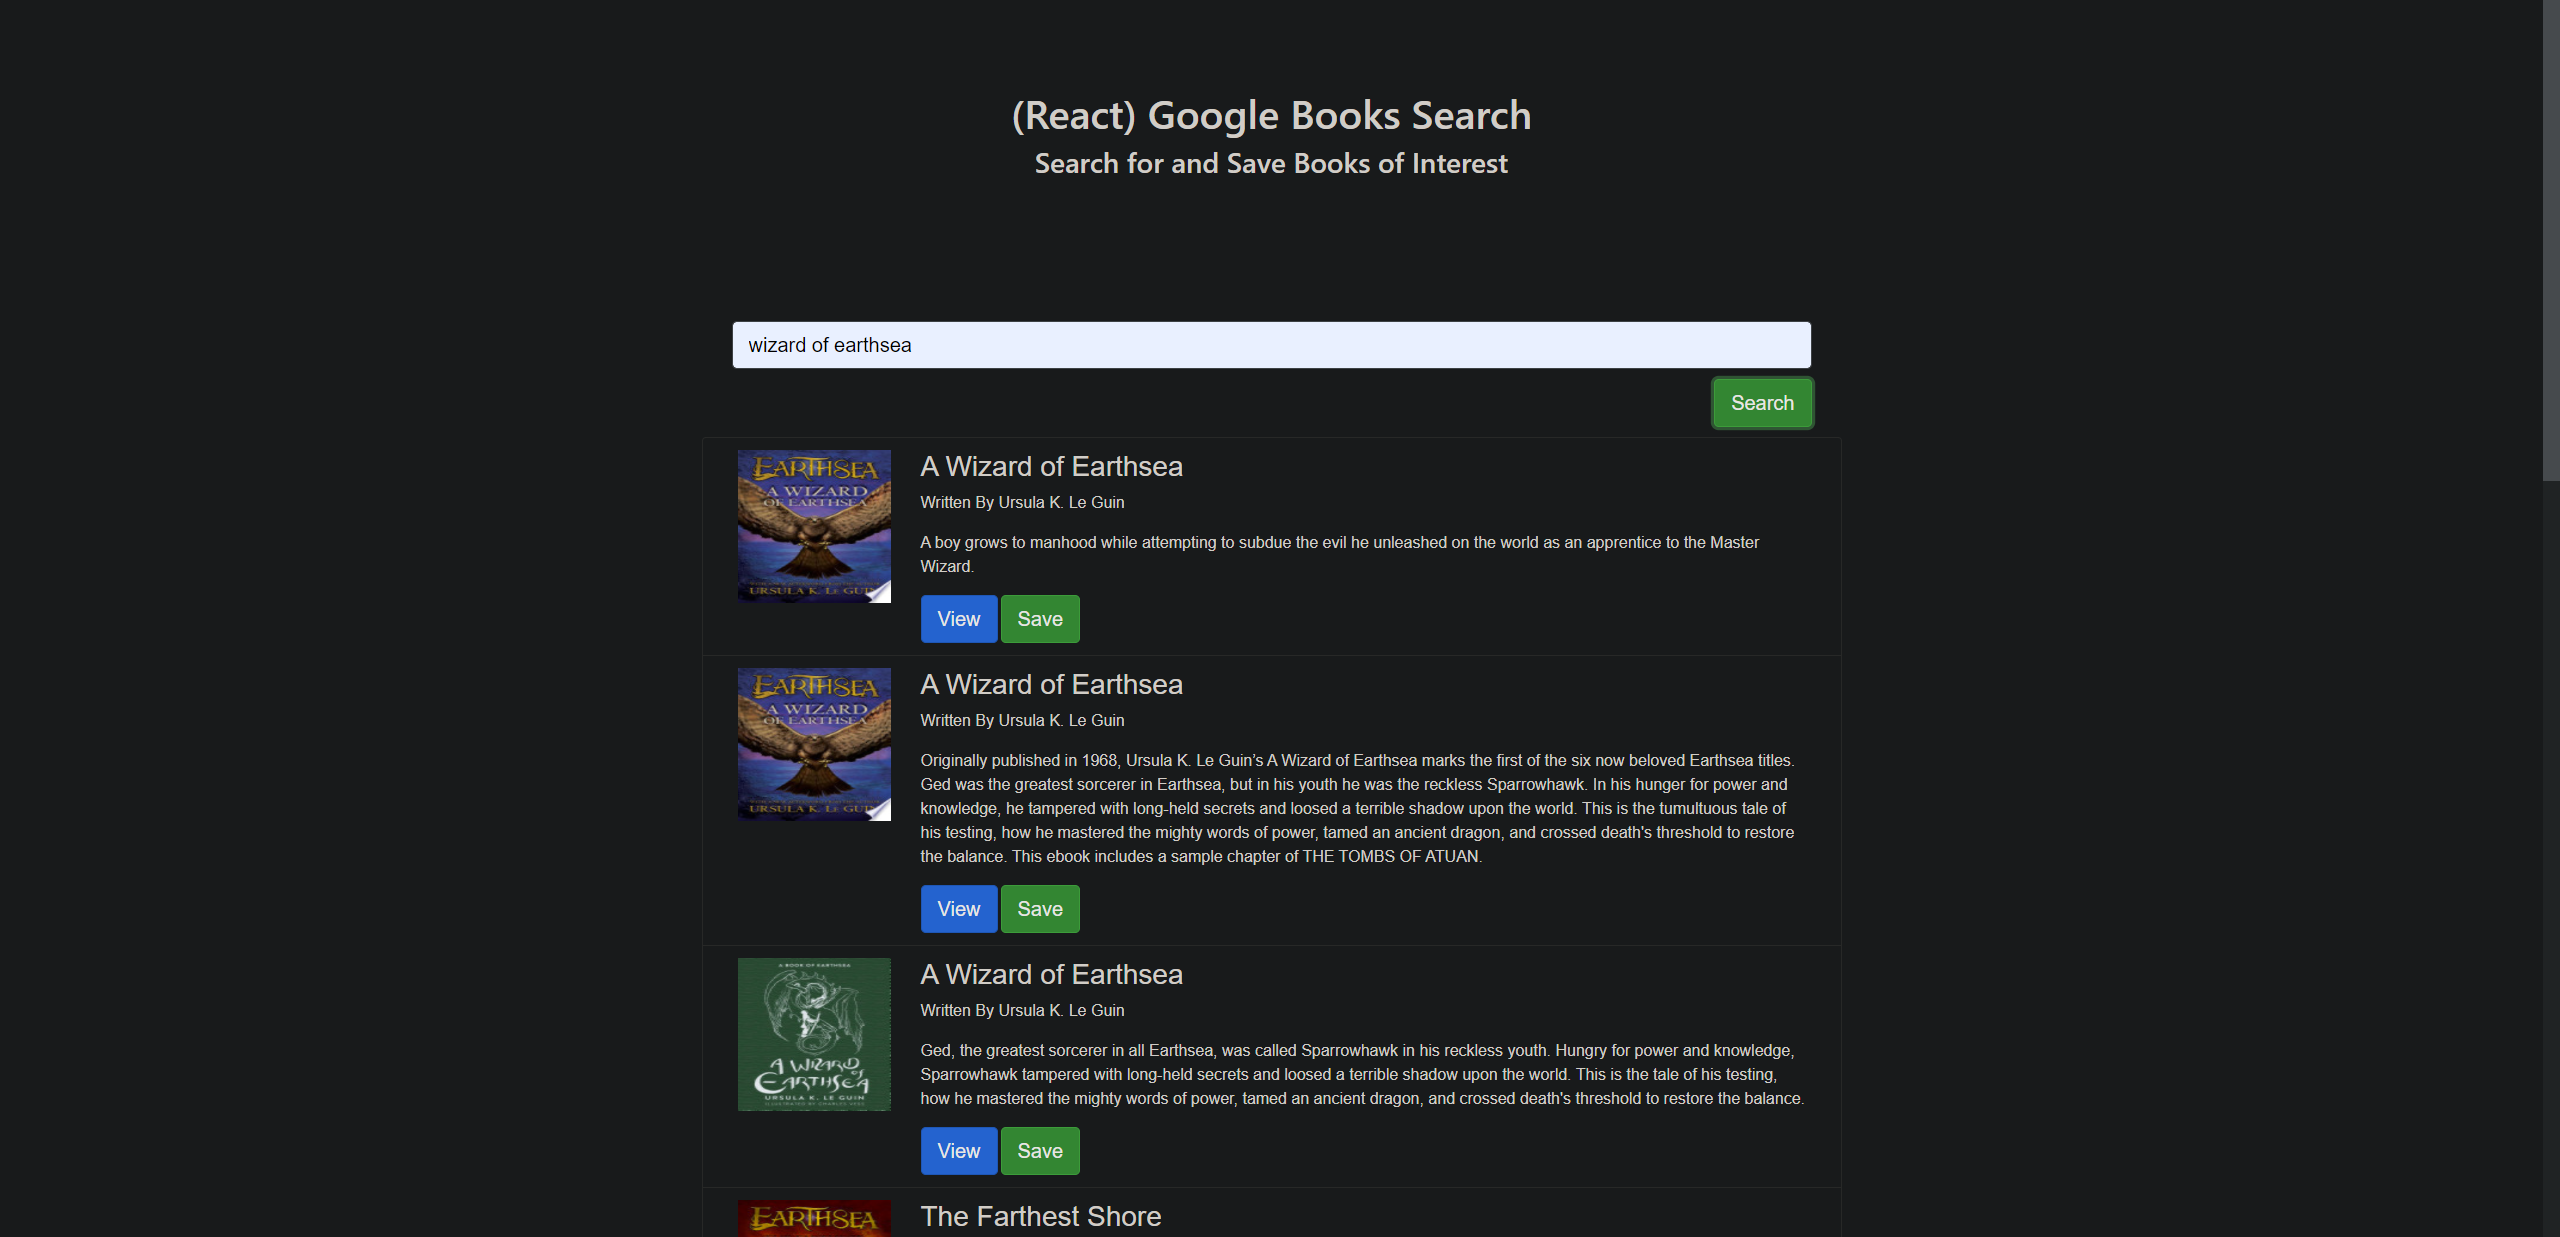 (React) Google Books Search
Search for and Save Books of Interest
wizard of earthsea
Search
EARTHSEA
A WIZARD
OF EARTHSEA
URSULA K. LE GUI
A Wizard of Earthsea
Written By Ursula K. Le Guin
A boy grows to manhood while attempting to subdue the evil he unleashed on the world as an apprentice to the Master
Wizard.
View Save
EARTHSEA
A WIZARD
OF EARTHSEA
URSULA K. LE GUI
A Wizard of Earthsea
Written By Ursula K. Le Guin
Originally published in 1968, Ursula K. Le Guin’s A Wizard of Earthsea marks the first of the six now beloved Earthsea titles.
Ged was the greatest sorcerer in Earthsea, but in his youth he was the reckless Sparrowhawk. In his hunger for power and
knowledge, he tampered with long-held secrets and loosed a terrible shadow upon the world. This is the tumultuous tale of
his testing, how he mastered the mighty words of power, tamed an ancient dragon, and crossed death's threshold to restore
the balance. This ebook includes a sample chapter of THE TOMBS OF ATUAN.
View Save
A BOOK OF EARTHSEA
A WIZARD
of
EARTHSEA
URSULA K. LE GUIN
ILLUSTRATED BY CHARLES VESS
A Wizard of Earthsea
Written By Ursula K. Le Guin
Ged, the greatest sorcerer in all Earthsea, was called Sparrowhawk in his reckless youth. Hungry for power and knowledge,
Sparrowhawk tampered with long-held secrets and loosed a terrible shadow upon the world. This is the tale of his testing,
how he mastered the mighty words of power, tamed an ancient dragon, and crossed death's threshold to restore the balance.
View Save
EARTHSEA
The Farthest Shore